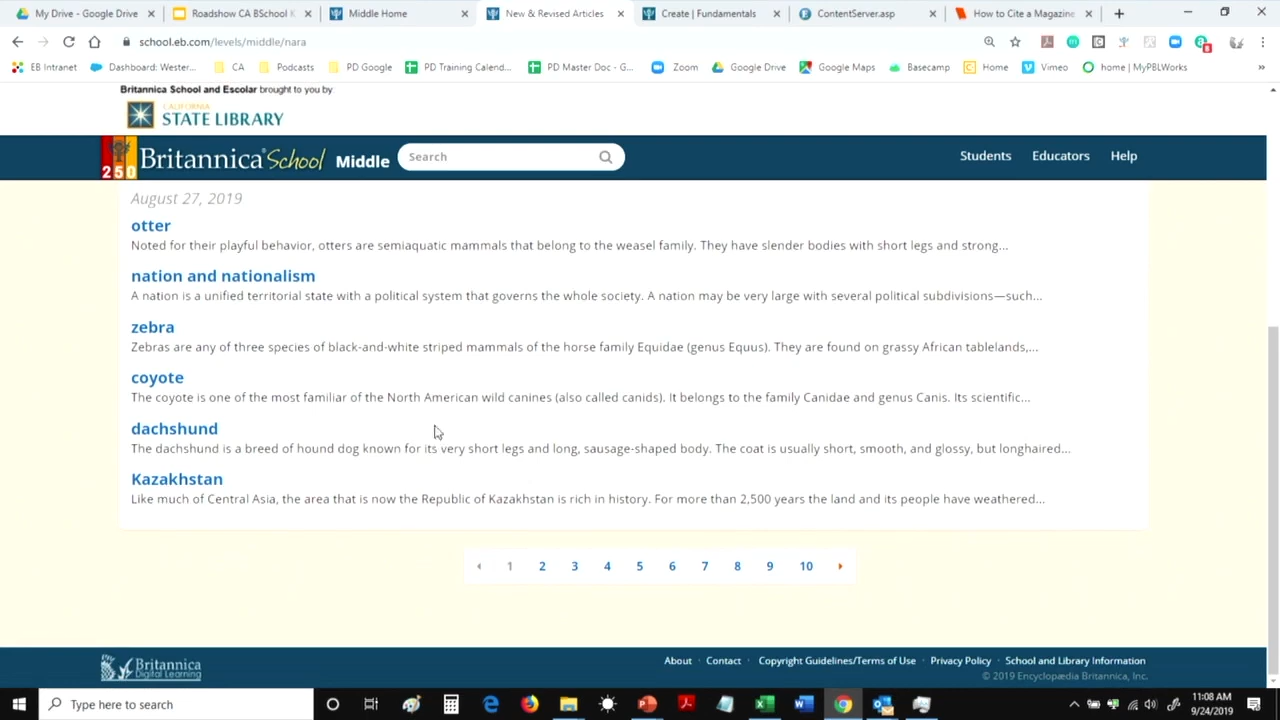 My Drive - Google Drive
Roadshow CA BSchool K
Middle Home
New & Revised Articles
Create | Fundamentals
ContentServer.asp
How to Cite a Magazine
school.eb.com/levels/middle/nara
EB Intranet
Dashboard: Wester...
CA
Podcasts
PD Google
PD Training Calend...
PD Master Doc - G...
Zoom
Google Drive
Google Maps
Basecamp
Home
Vimeo
home | MyPBLWorks
Britannica School and Escolar brought to you by
CALIFORNIA
STATE LIBRARY
250
Britannica School Middle
Search
Students
Educators
Help
August 27, 2019
otter
Noted for their playful behavior, otters are semiaquatic mammals that belong to the weasel family. They have slender bodies with short legs and strong...
nation and nationalism
A nation is a unified territorial state with a political system that governs the whole society. A nation may be very large with several political subdivisions—such...
zebra
Zebras are any of three species of black-and-white striped mammals of the horse family Equidae (genus Equus). They are found on grassy African tablelands,...
coyote
The coyote is one of the most familiar of the North American wild canines (also called canids). It belongs to the family Canidae and genus Canis. Its scientific...
dachshund
The dachshund is a breed of hound dog known for its very short legs and long, sausage-shaped body. The coat is usually short, smooth, and glossy, but longhaired...
Kazakhstan
Like much of Central Asia, the area that is now the Republic of Kazakhstan is rich in history. For more than 2,500 years the land and its people have weathered...
1 2 3 4 5 6 7 8 9 10
Britannica
Digital Learning
About · Contact · Copyright Guidelines/Terms of Use · Privacy Policy · School and Library Information
© 2019 Encyclopædia Britannica, Inc.
Type here to search
11:08 AM
9/24/2019